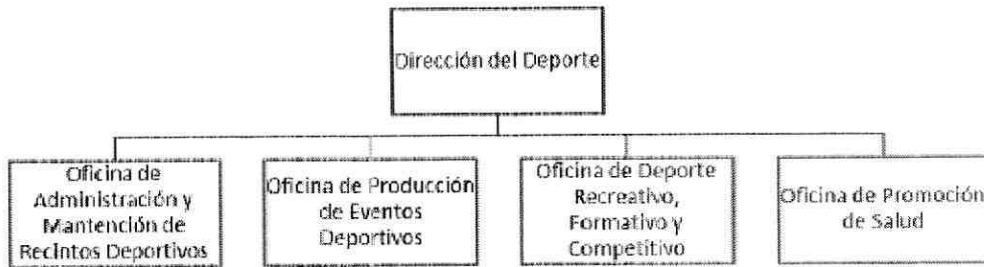 Dirección del Deporte
Oficina de
Administración y
Mantención de
Recintos Deportivos
Oficina de Producción
de Eventos
Deportivos
Oficina de Deporte
Recreativo,
Formativo y
Competitivo
Oficina de Promoción
de Salud